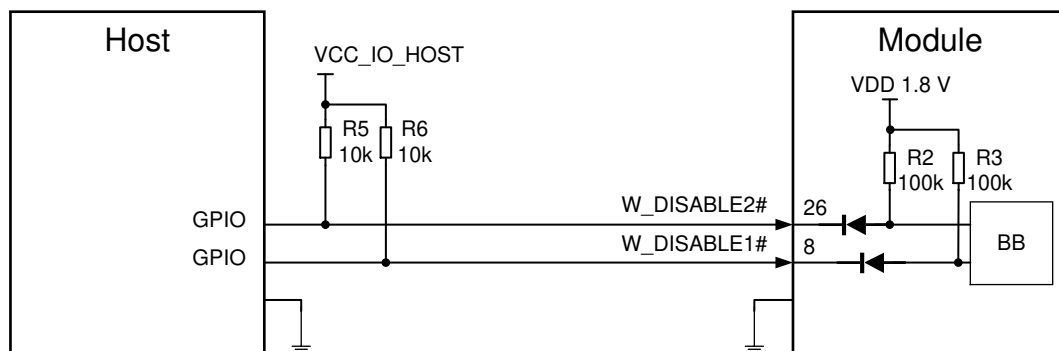 Host
Module
VCC_IO_HOST
VDD 1.8 V
R5
10k
R6
10k
R2
100k
R3
100k
GPIO
W_DISABLE2#
26
GPIO
W_DISABLE1#
8
BB